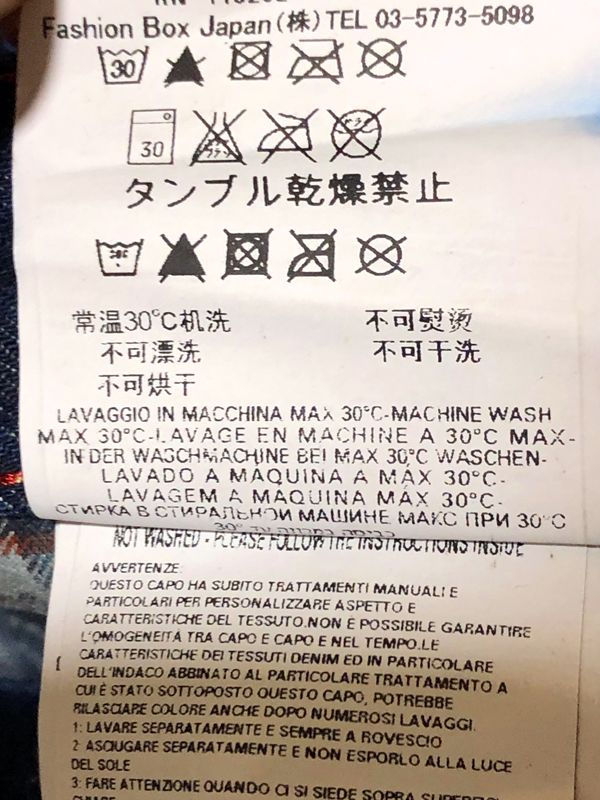 Fashion Box Japan(株)TEL 03-5773-5098
30
30
タンブル乾燥禁止
常温30°C机洗 不可熨烫
不可漂洗 不可干洗
不可烘干
LAVAGGIO IN MACCHINA MAX 30°C-MACHINE WASH
MAX 30°C-LAVAGE EN MACHINE A 30°C MAX-
IN DER WASCHMACHINE BEI MAX 30°C WASCHEN-
LAVADO A MAQUINA A MAX 30°C-
LAVAGEM A MAQUINA MAX 30°C-
СТИРКА В СТИРАЛЬНОЙ МАШИНЕ МАКС ПРИ 30°C
NOT WASHED - PLEASE FOLLOW THE INSTRUCTIONS INSIDE
AVVERTENZE:
QUESTO CAPO HA SUBITO TRATTAMENTI MANUALI E
PARTICOLARI PER PERSONALIZZARE ASPETTO E
CARATTERISTICHE DEL TESSUTO.NON È POSSIBILE GARANTIRE
L'OMOGENEITÀ TRA CAPO E CAPO E NEL TEMPO.LE
CARATTERISTICHE DEI TESSUTI DENIM ED IN PARTICOLARE
DELL'INDACO ABBINATO AL PARTICOLARE TRATTAMENTO A
CUI È STATO SOTTOPOSTO QUESTO CAPO, POTREBBE
RILASCIARE COLORE ANCHE DOPO NUMEROSI LAVAGGI.
1: LAVARE SEPARATAMENTE E SEMPRE A ROVESCIO
2: ASCIUGARE SEPARATAMENTE E NON ESPORLO ALLA LUCE
DEL SOLE
3: FARE ATTENZIONE QUANDO CI SI SIEDE SOPRA